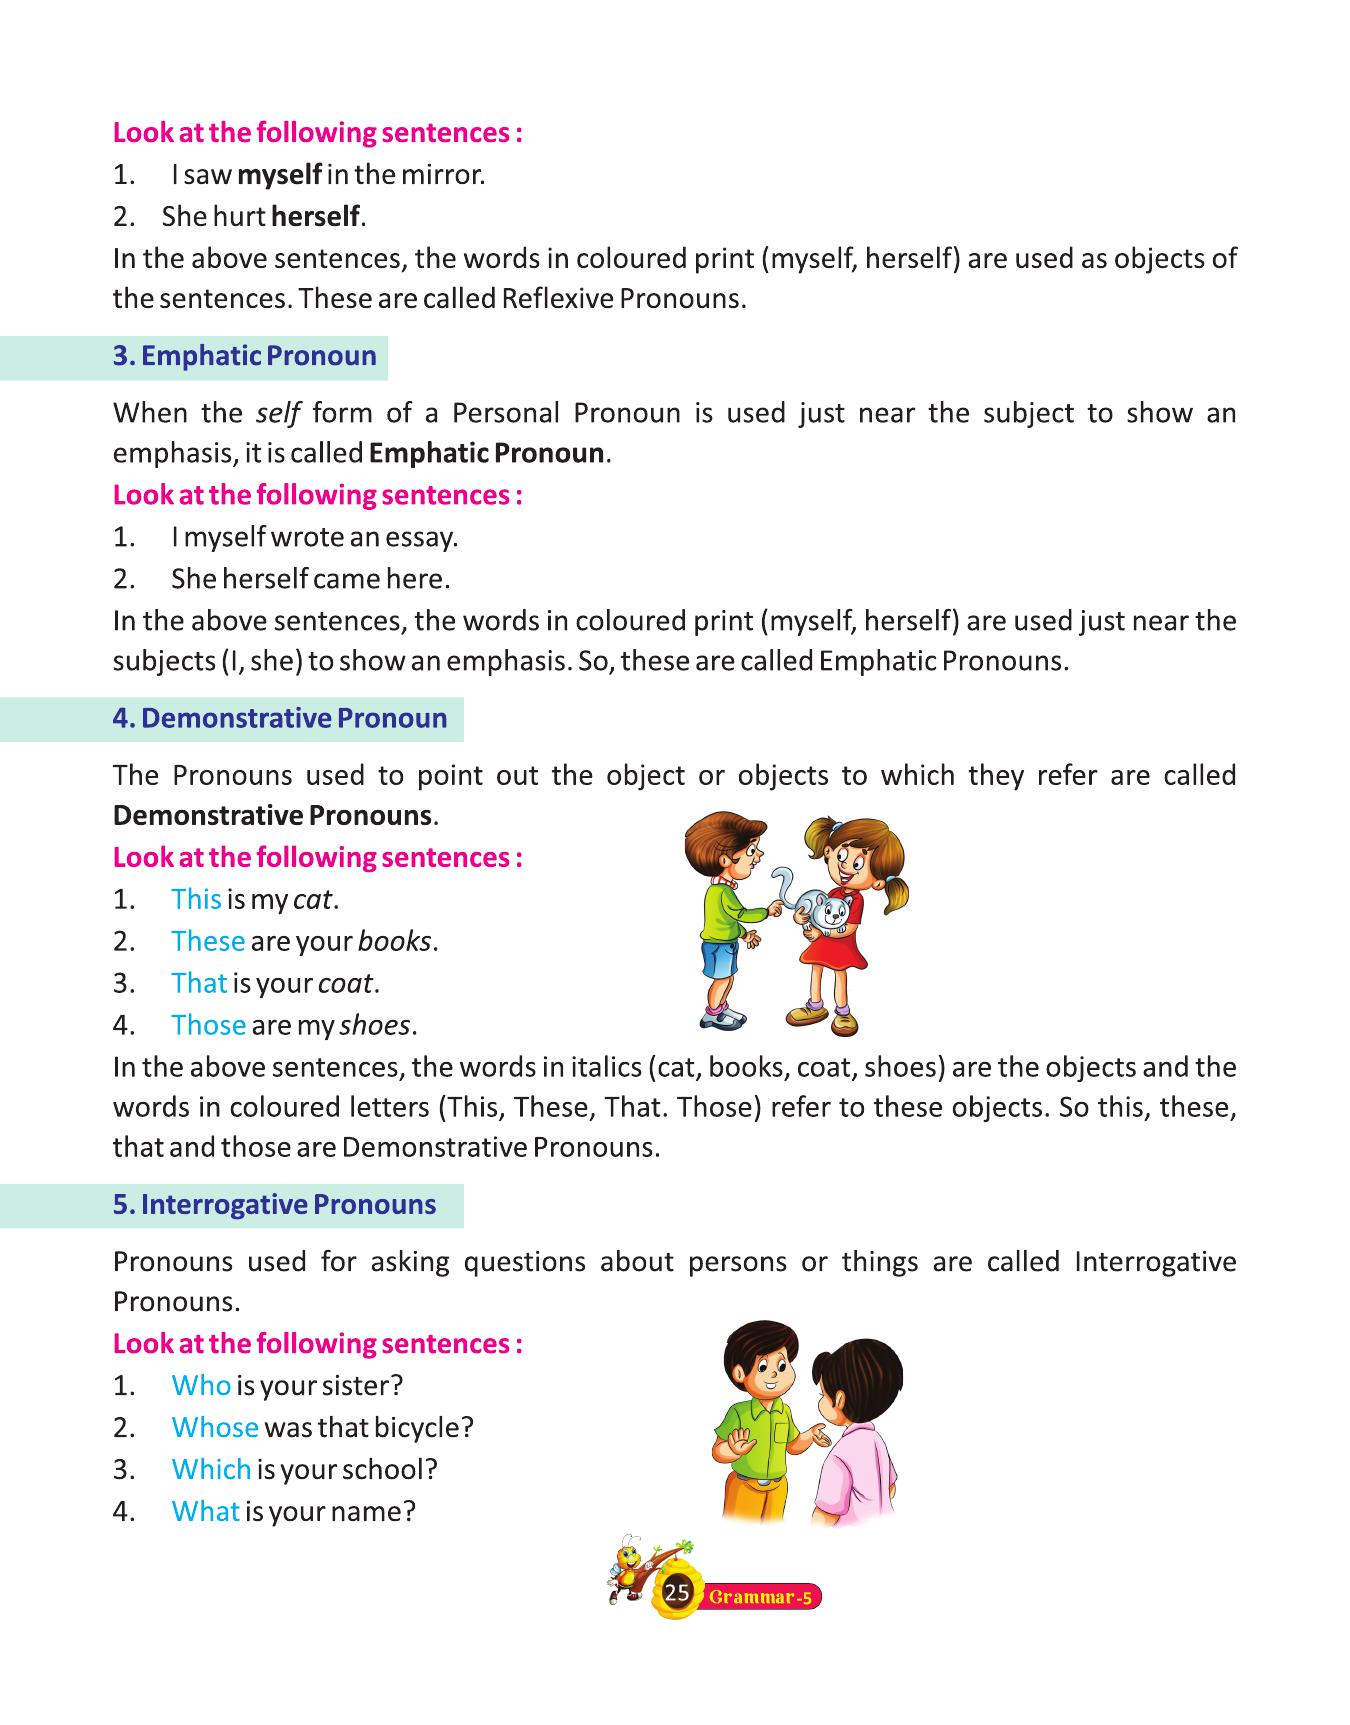 Look at the following sentences :
1. I saw myself in the mirror.
2. She hurt herself.
In the above sentences, the words in coloured print (myself, herself) are used as objects of
the sentences. These are called Reflexive Pronouns.
3. Emphatic Pronoun
When the self form of a Personal Pronoun is used just near the subject to show an
emphasis, it is called Emphatic Pronoun.
Look at the following sentences :
1. I myself wrote an essay.
2. She herself came here.
In the above sentences, the words in coloured print (myself, herself) are used just near the
subjects (I, she) to show an emphasis. So, these are called Emphatic Pronouns.
4. Demonstrative Pronoun
The Pronouns used to point out the object or objects to which they refer are called
Demonstrative Pronouns.
Look at the following sentences :
1. This is my cat.
2. These are your books.
3. That is your coat.
4. Those are my shoes.
In the above sentences, the words in italics (cat, books, coat, shoes) are the objects and the
words in coloured letters (This, These, That. Those) refer to these objects. So this, these,
that and those are Demonstrative Pronouns.
5. Interrogative Pronouns
Pronouns used for asking questions about persons or things are called Interrogative
Pronouns.
Look at the following sentences :
1. Who is your sister?
2. Whose was that bicycle?
3. Which is your school?
4. What is your name?
25 Grammar-5